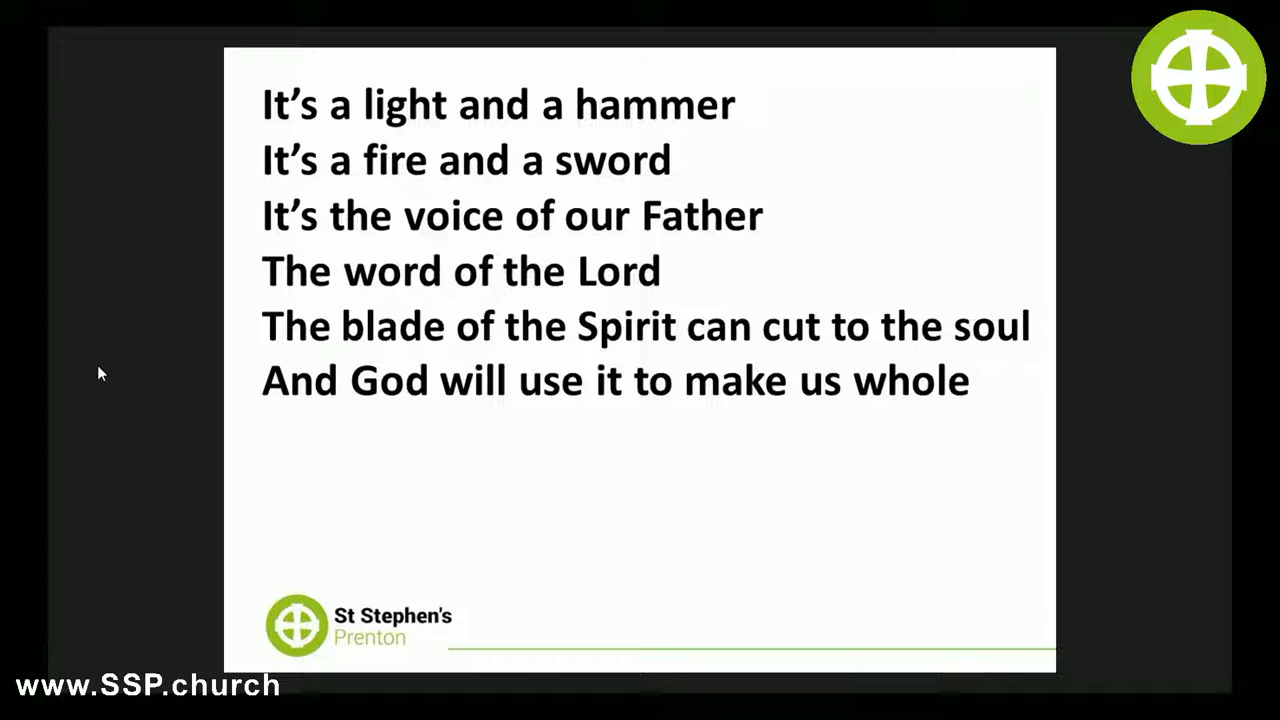 It’s a light and a hammer
It’s a fire and a sword
It’s the voice of our Father
The word of the Lord
The blade of the Spirit can cut to the soul
And God will use it to make us whole
St Stephen's
Prenton
www.SSP.church